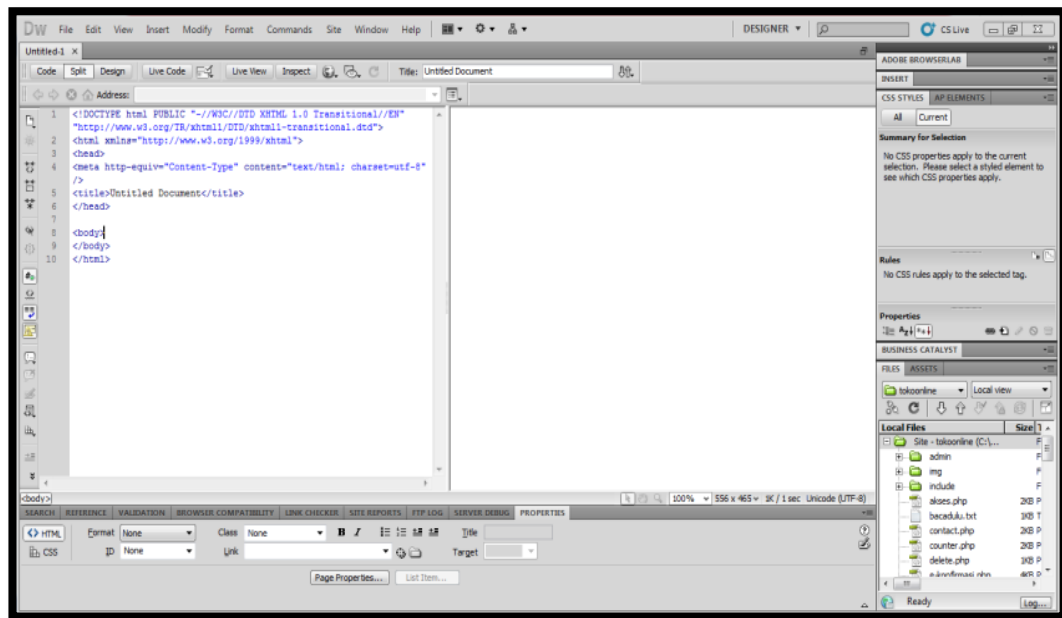 DW File Edit View Insert Modify Format Commands Site Window Help DESIGNER CS Live
Untitled-1 ×
Code Split Design Live Code Live View Inspect Title: Untitled Document
Address:
1 <!DOCTYPE html PUBLIC "-//W3C//DTD XHTML 1.0 Transitional//EN"
"http://www.w3.org/TR/xhtml1/DTD/xhtml1-transitional.dtd">
2 <html xmlns="http://www.w3.org/1999/xhtml">
3 <head>
4 <meta http-equiv="Content-Type" content="text/html; charset=utf-8"
/>
5 <title>Untitled Document</title>
6 </head>
7
8 <body>
9 </body>
10 </html>
<body> 100% 556 x 465 1K / 1 sec Unicode (UTF-8)
SEARCH REFERENCE VALIDATION BROWSER COMPATIBILITY LINK CHECKER SITE REPORTS FTP LOG SERVER DEBUG PROPERTIES
<> HTML Format None Class None B I Title
CSS ID None Link Target
Page Properties... List Item...
ADOBE BROWSERLAB
INSERT
CSS STYLES AP ELEMENTS
All Current
Summary for Selection
No CSS properties apply to the current
selection. Please select a styled element to
see which CSS properties apply.
Rules
No CSS rules apply to the selected tag.
Properties
BUSINESS CATALYST
FILES ASSETS
tokoonline Local view
Local Files Size T
Site - tokoonline (C:\... F
admin F
img F
include F
akses.php 2KB P
bacadulu.txt 1KB T
contact.php 2KB P
counter.php 2KB P
delete.php 1KB P
e-konfirmasi.php 4KB P
Ready Log...